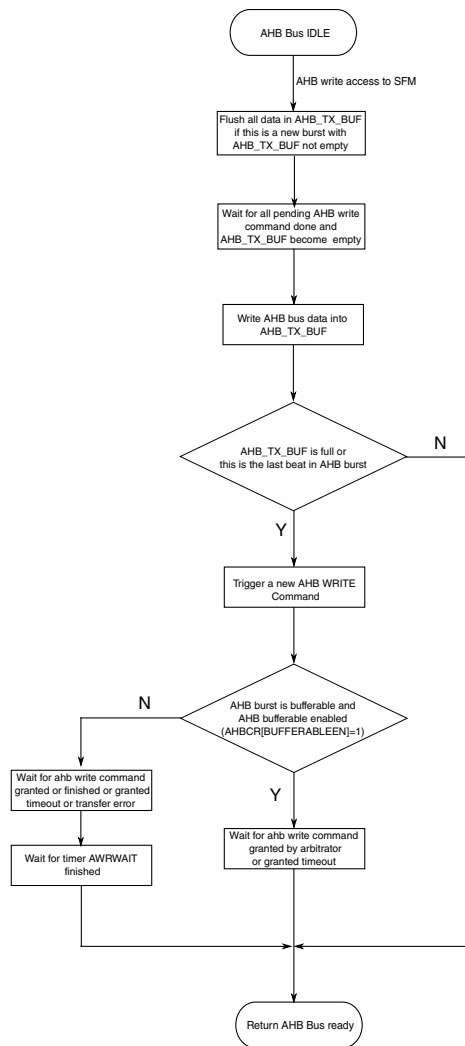 AHB Bus IDLE
AHB write access to SFM
Flush all data in AHB_TX_BUF
if this is a new burst with
AHB_TX_BUF not empty
Wait for all pending AHB write
command done and
AHB_TX_BUF become empty
Write AHB bus data into
AHB_TX_BUF
AHB_TX_BUF is full or
this is the last beat in AHB burst
N
Y
Trigger a new AHB WRITE
Command
AHB burst is bufferable and
AHB bufferable enabled
(AHBCR[BUFFERABLEEN]=1)
N
Y
Wait for ahb write command
granted or finished or granted
timeout or transfer error
Wait for timer AWRWAIT
finished
Wait for ahb write command
granted by arbitrator
or granted timeout
Return AHB Bus ready